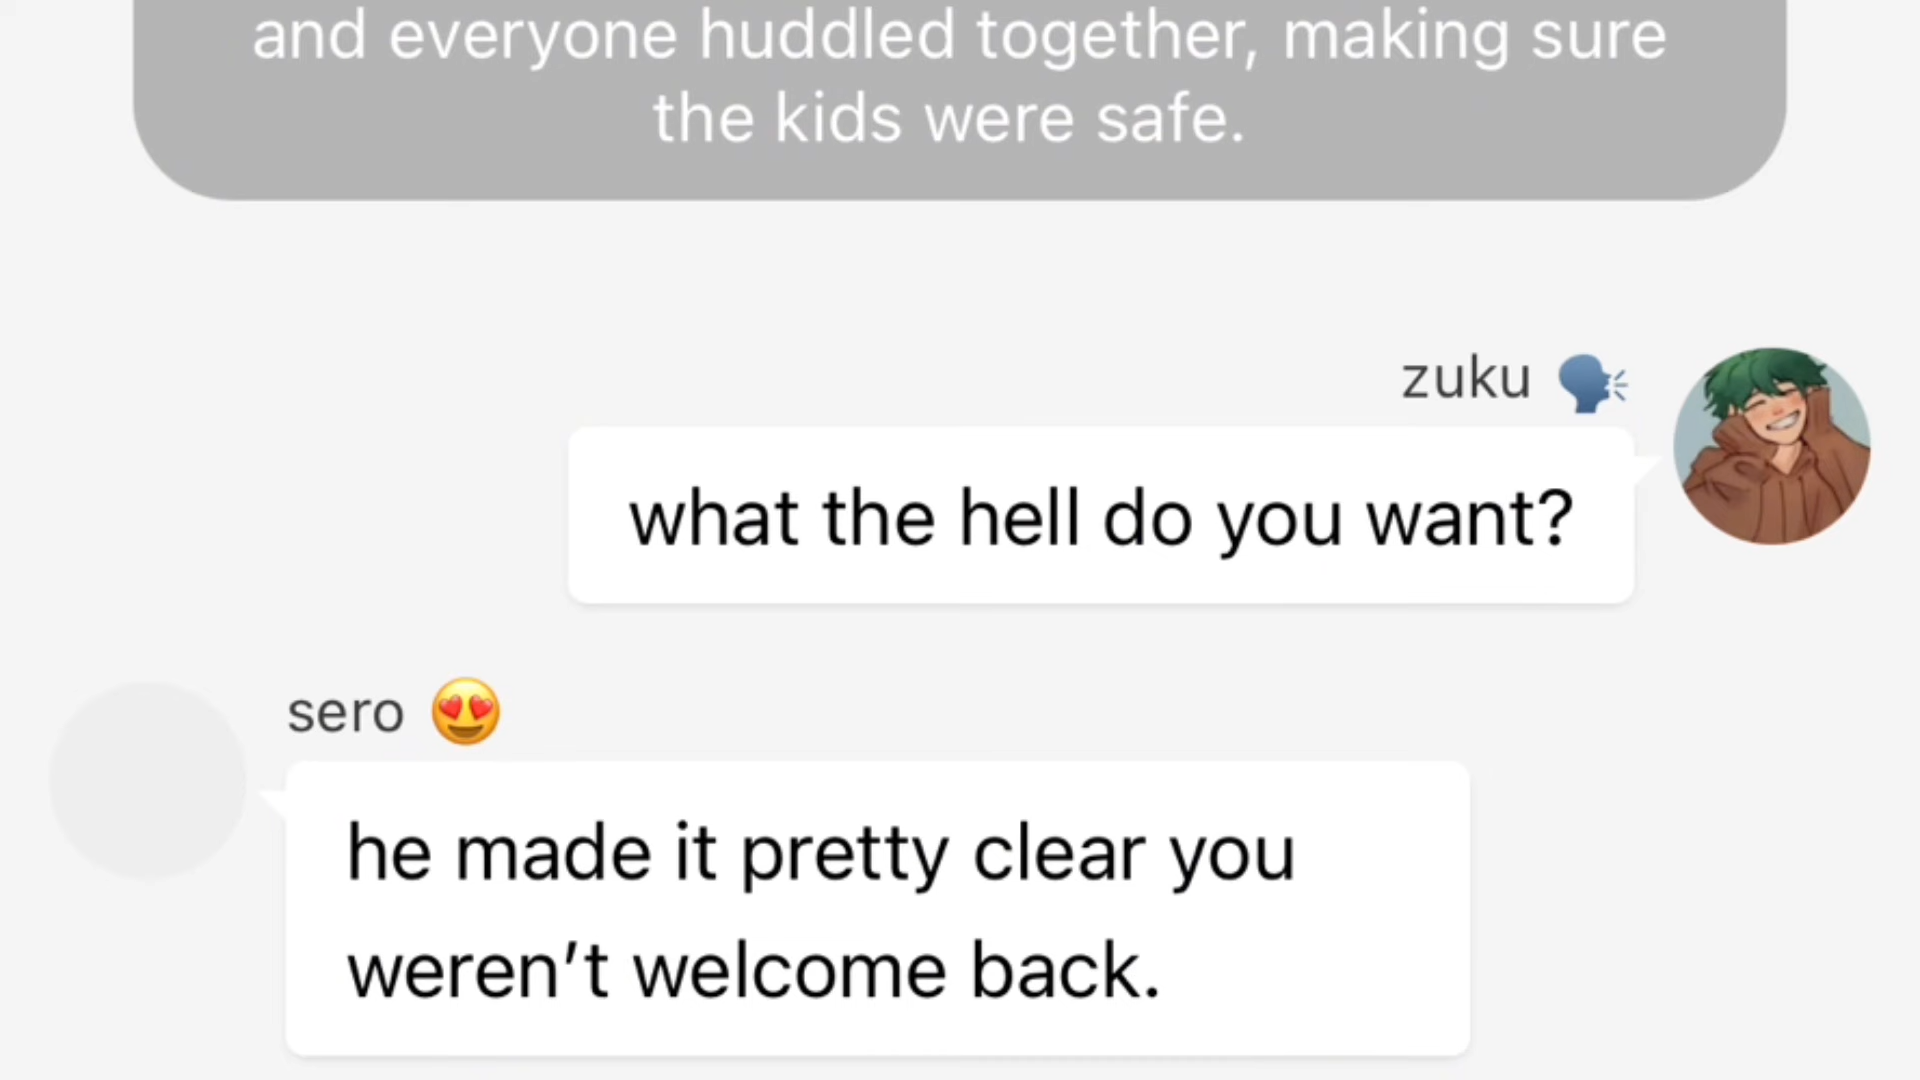 and everyone huddled together, making sure
the kids were safe.
zuku 🗣️
what the hell do you want?
sero 😍
he made it pretty clear you
weren’t welcome back.